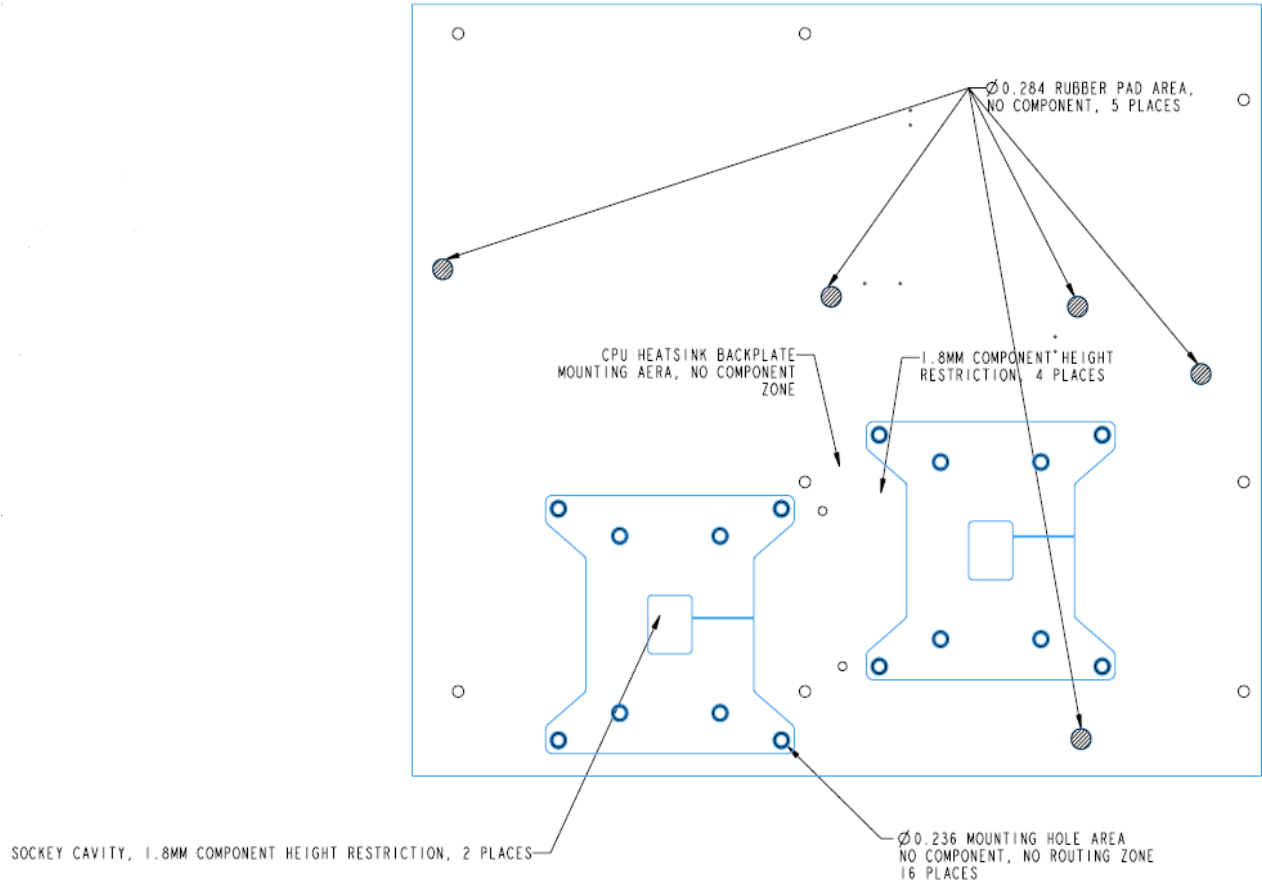 Ø0.284 RUBBER PAD AREA,
NO COMPONENT, 5 PLACES
CPU HEATSINK BACKPLATE
MOUNTING AERA, NO COMPONENT
ZONE
1.8MM COMPONENT HEIGHT
RESTRICTION, 4 PLACES
SOCKEY CAVITY, 1.8MM COMPONENT HEIGHT RESTRICTION, 2 PLACES
Ø0.236 MOUNTING HOLE AREA
NO COMPONENT, NO ROUTING ZONE
16 PLACES